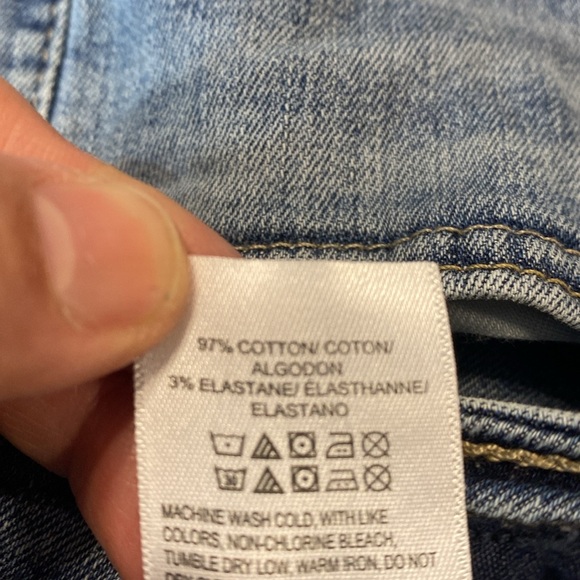 97% COTTON/ COTON/
ALGODON
3% ELASTANE/ ÉLASTHANNE/
ELASTANO
30
MACHINE WASH COLD, WITH LIKE
COLORS, NON-CHLORINE BLEACH,
TUMBLE DRY LOW, WARM IRON, DO NOT